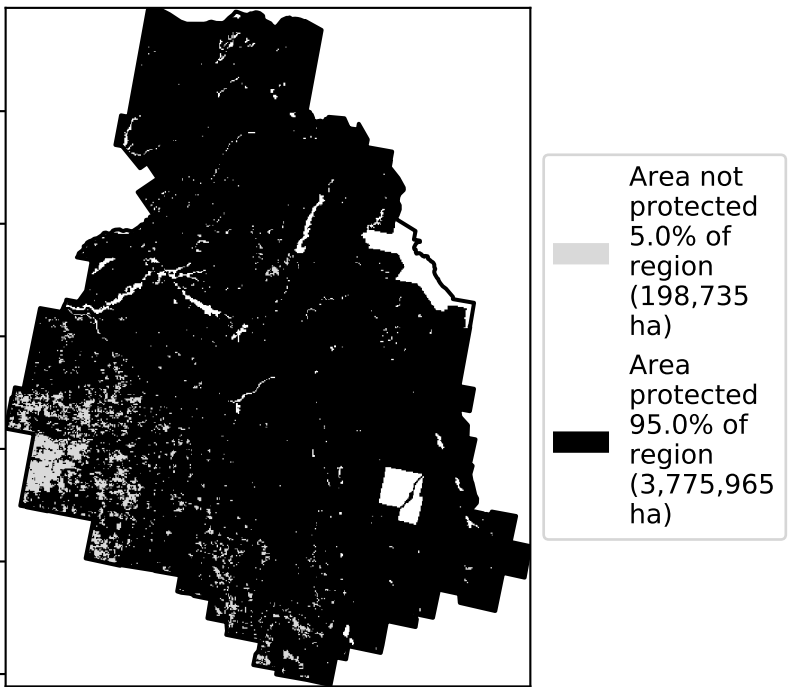 Area not
protected
5.0% of
region
(198,735
ha)
Area
protected
95.0% of
region
(3,775,965
ha)